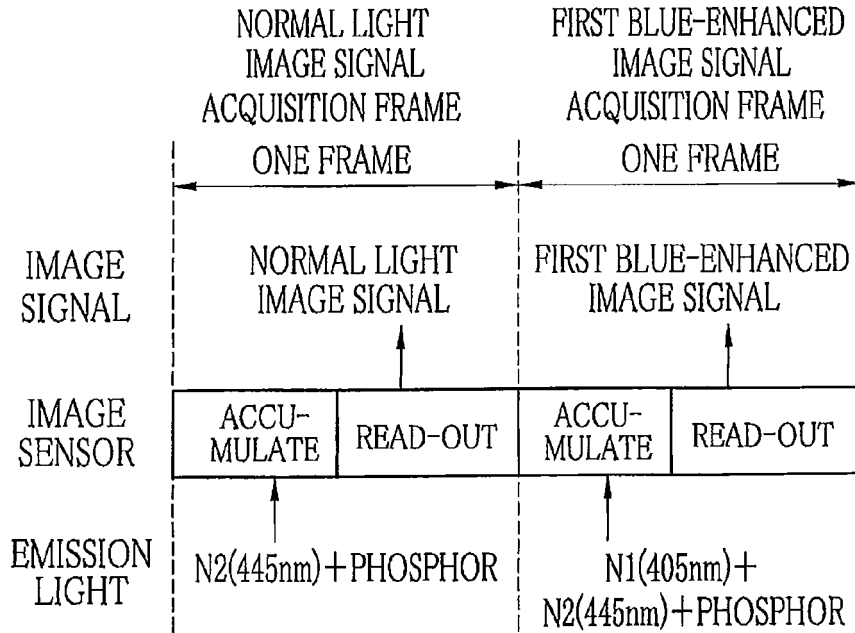 NORMAL LIGHT
IMAGE SIGNAL
ACQUISITION FRAME
ONE FRAME
FIRST BLUE-ENHANCED
IMAGE SIGNAL
ACQUISITION FRAME
ONE FRAME
IMAGE
SIGNAL
NORMAL LIGHT
IMAGE SIGNAL
FIRST BLUE-ENHANCED
IMAGE SIGNAL
IMAGE
SENSOR
ACCU-
MULATE
READ-OUT
ACCU-
MULATE
READ-OUT
EMISSION
LIGHT
N2(445nm)+PHOSPHOR
N1(405nm)+
N2(445nm)+PHOSPHOR